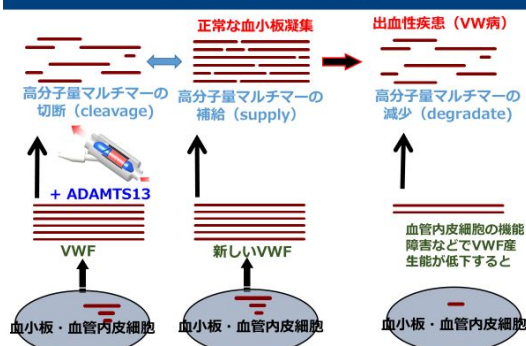 正常な血小板凝集
出血性疾患（VW病）
高分子量マルチマーの
切断（cleavage）
高分子量マルチマーの
補給（supply）
高分子量マルチマーの
減少（degradate）
+ ADAMTS13
VWF
新しいVWF
血管内皮細胞の機能
障害などでVWF産
生能が低下すると
血小板・血管内皮細胞
血小板・血管内皮細胞
血小板・血管内皮細胞